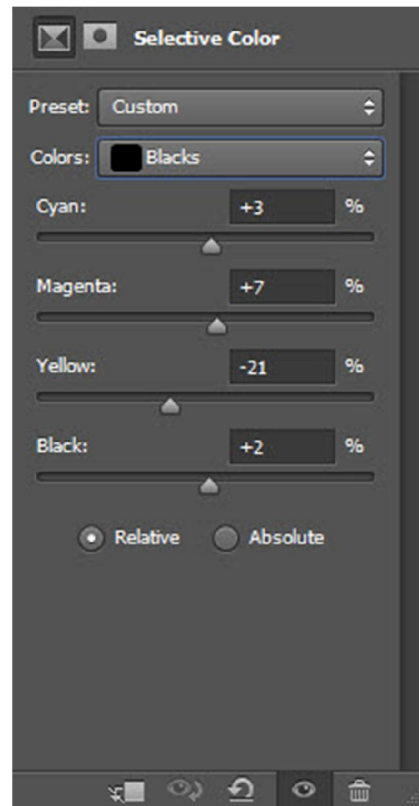 Selective Color
Preset: Custom
Colors: Blacks
Cyan: +3 %
Magenta: +7 %
Yellow: -21 %
Black: +2 %
Relative Absolute